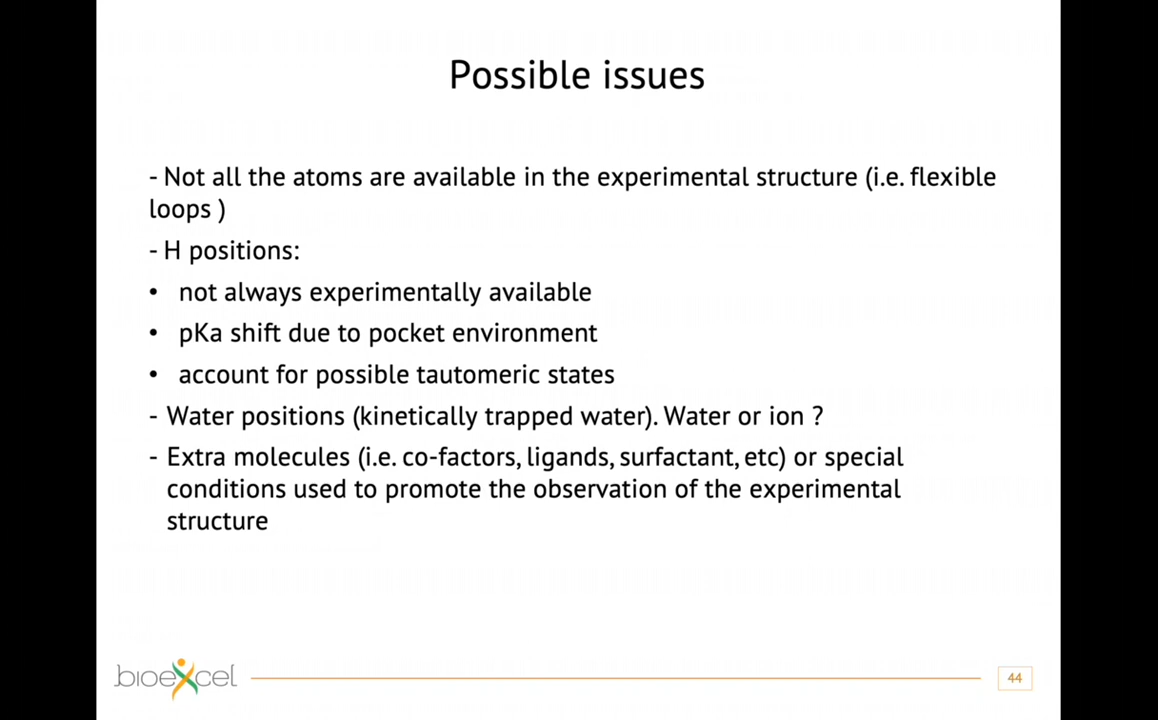 Possible issues
- Not all the atoms are available in the experimental structure (i.e. flexible
loops )
- H positions:
• not always experimentally available
• pKa shift due to pocket environment
• account for possible tautomeric states
- Water positions (kinetically trapped water). Water or ion ?
- Extra molecules (i.e. co-factors, ligands, surfactant, etc) or special
conditions used to promote the observation of the experimental
structure
bioexcel
44